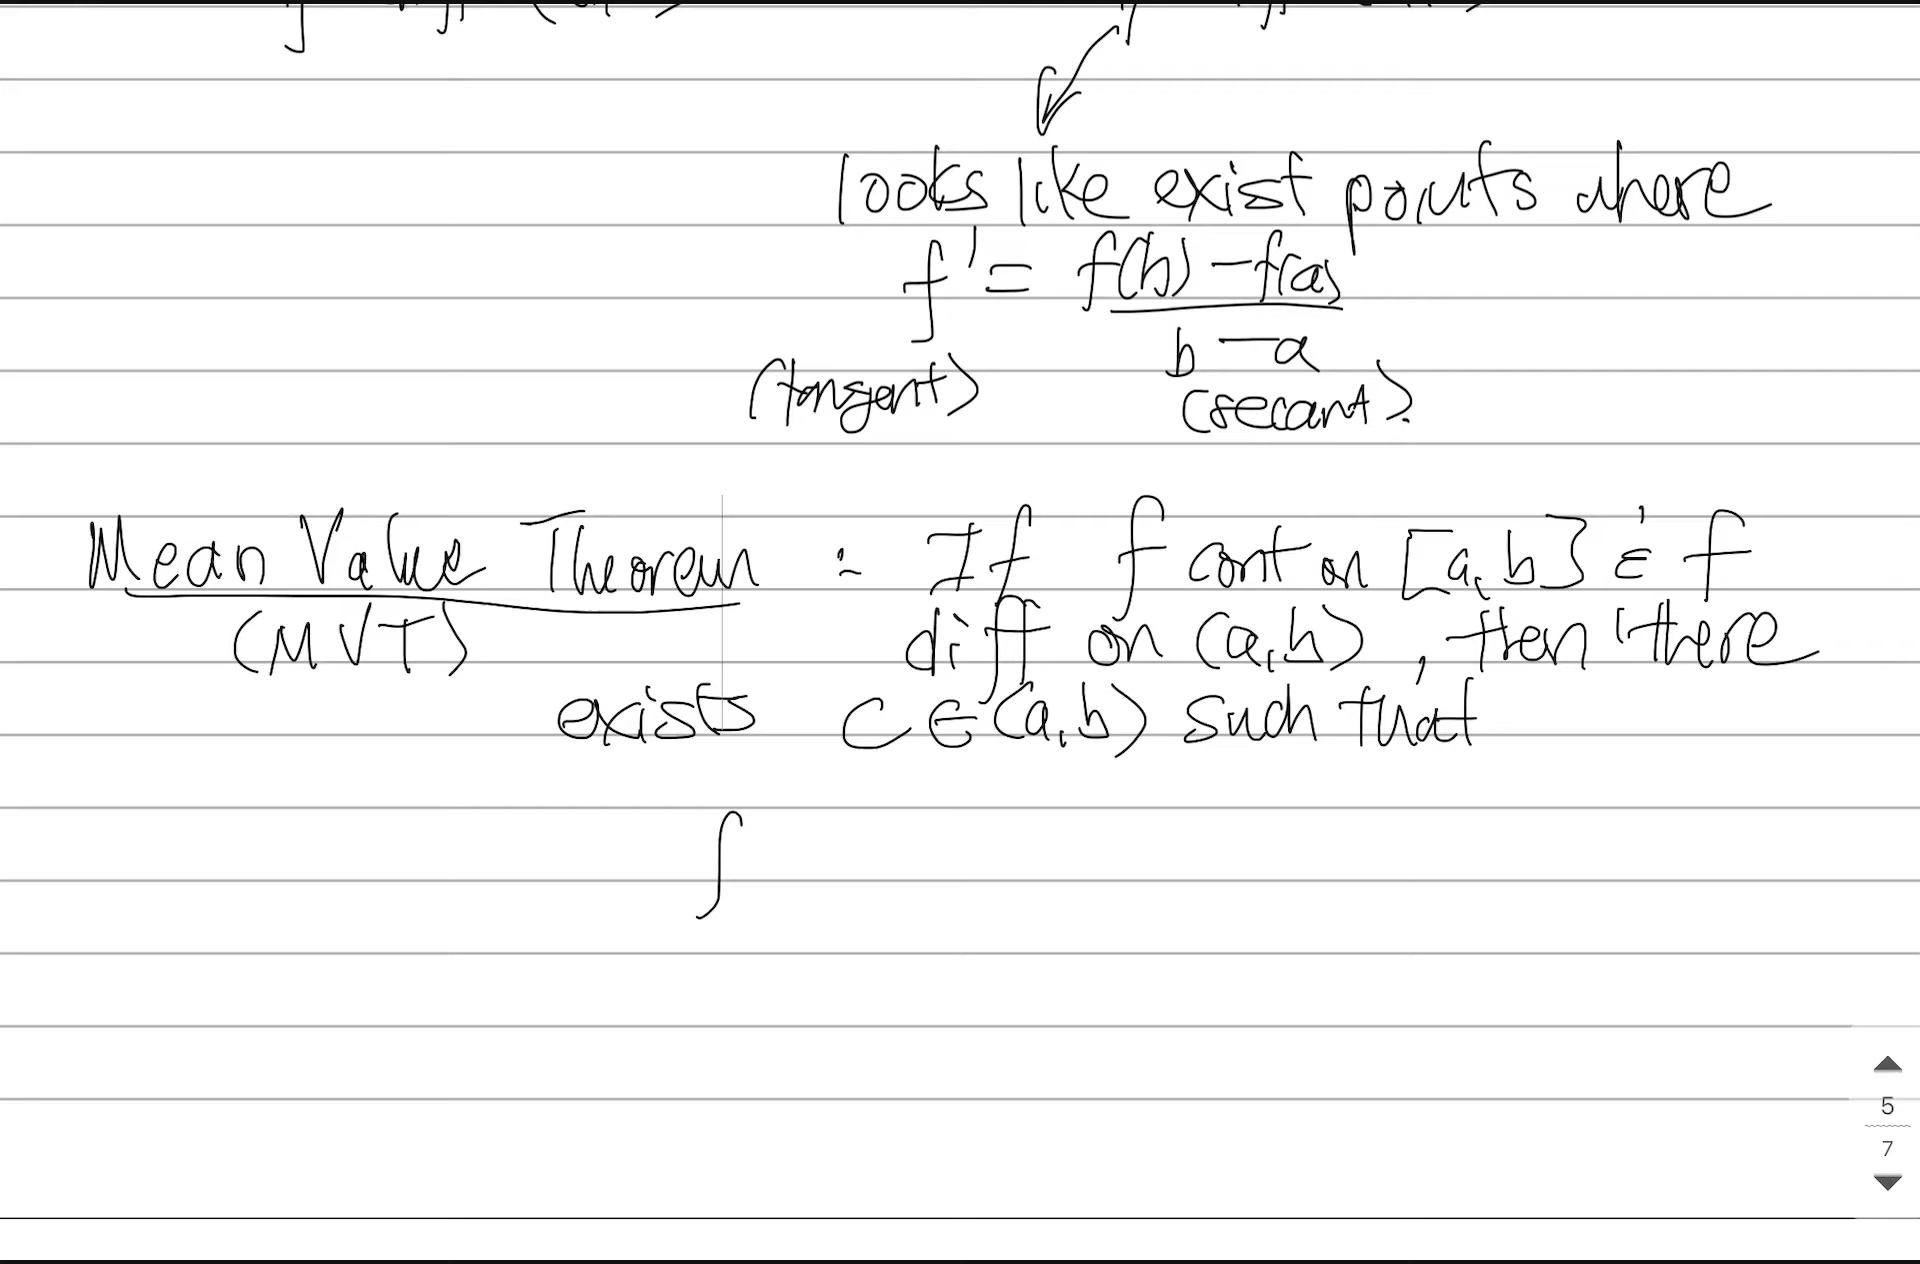 looks like exist points where
f' = f(b) - f(a)
b - a
(tangent) (secant)
Mean Value Theorem : If f cont on [a, b] & f
(MVT) diff on (a, b), then there
exists c ∈ (a, b) such that
f
5
7